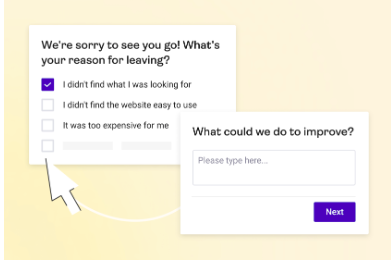 We're sorry to see you go! What's
your reason for leaving?
I didn't find what I was looking for
I didn't find the website easy to use
It was too expensive for me
What could we do to improve?
Please type here...
Next